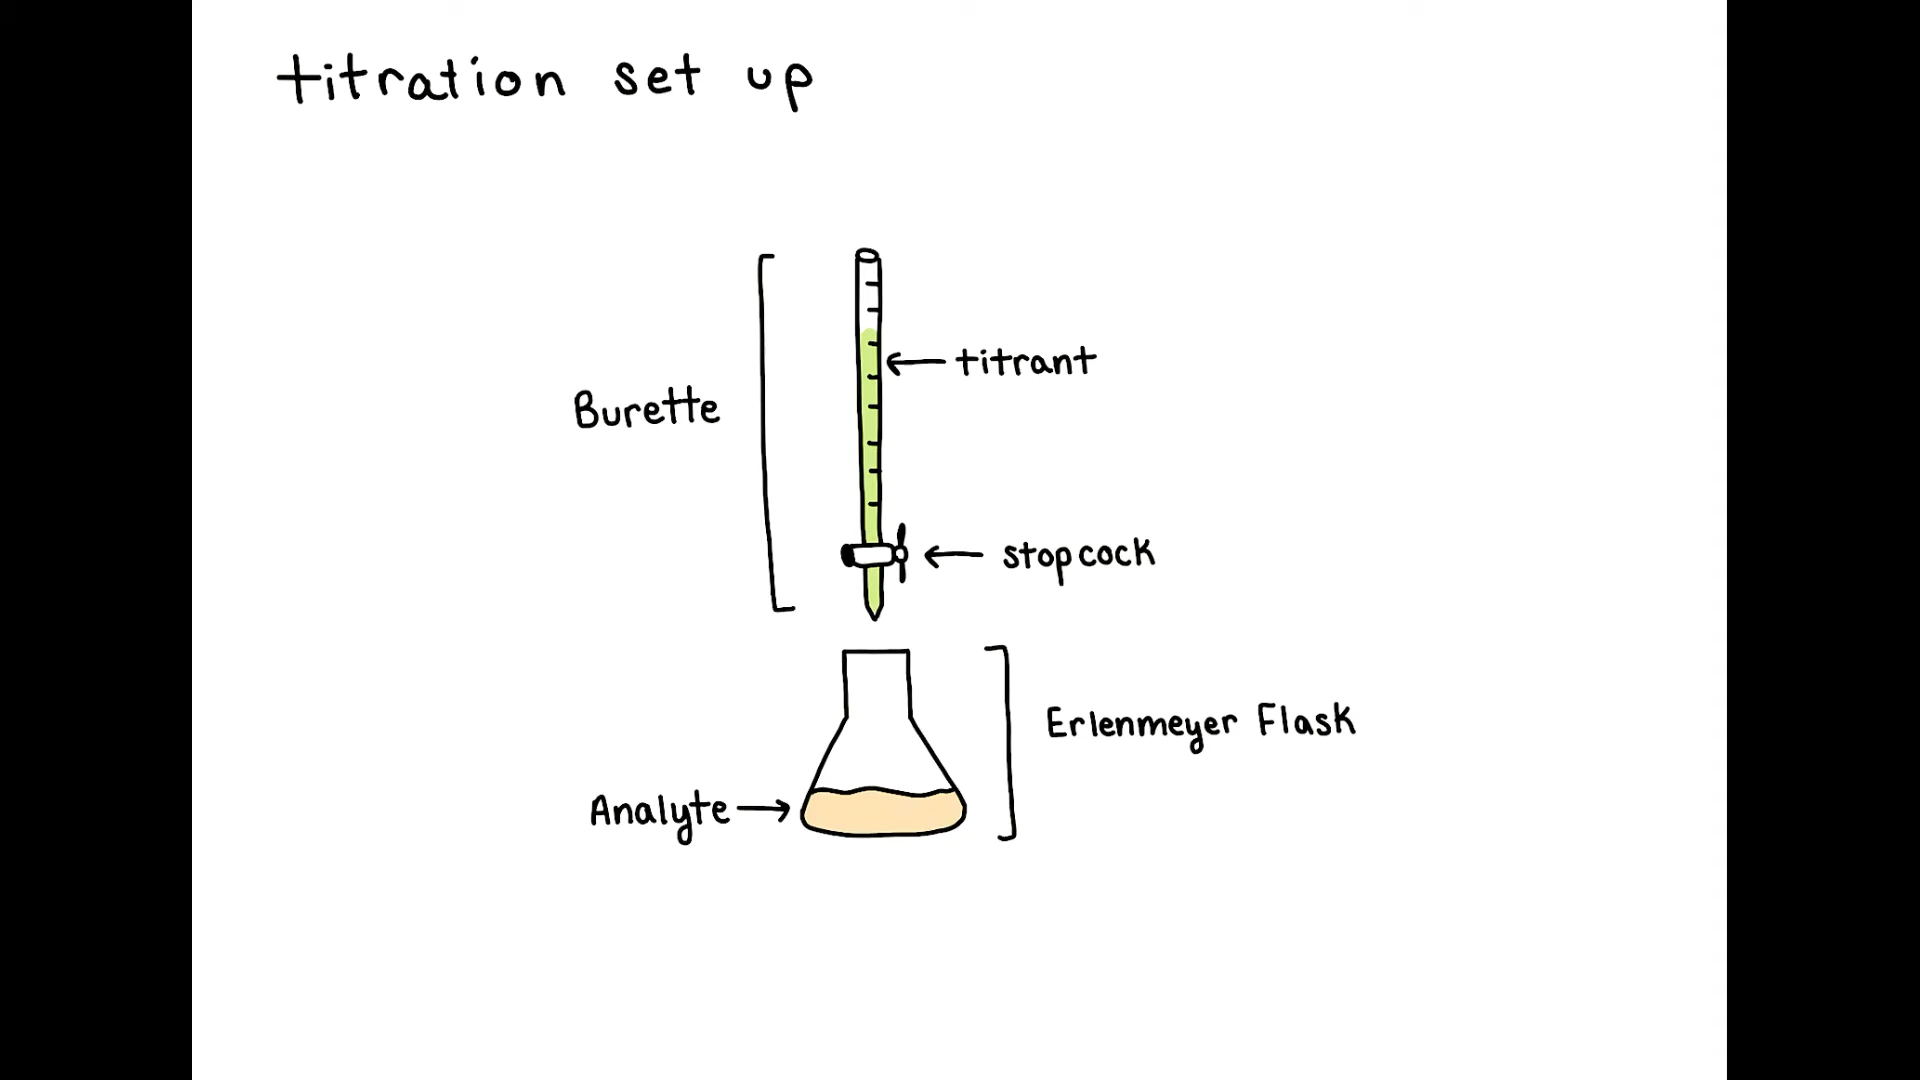 titration set up
titrant
Burette
stopcock
Erlenmeyer Flask
Analyte